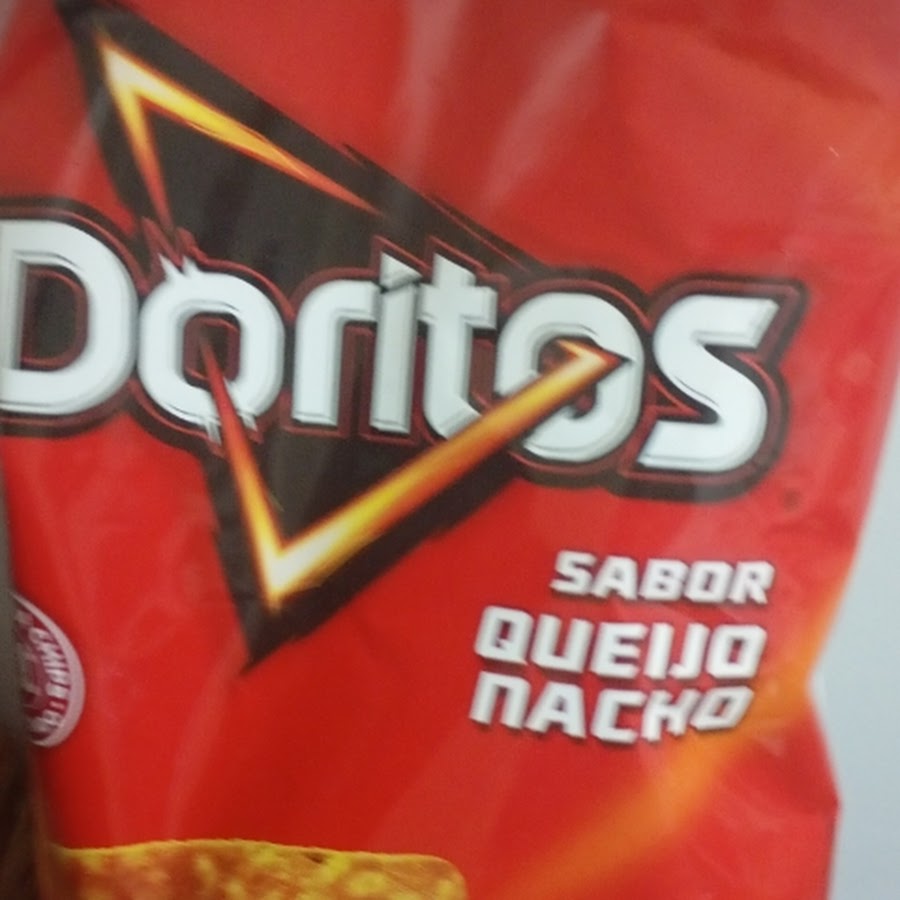 Doritos
SABOR
QUEIJO
NACHO